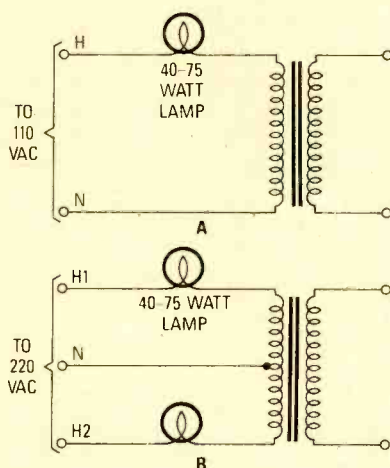 H
40-75
WATT
LAMP
TO
110
VAC
N
A
H1
40-75 WATT
LAMP
TO
220
VAC
N
H2
B